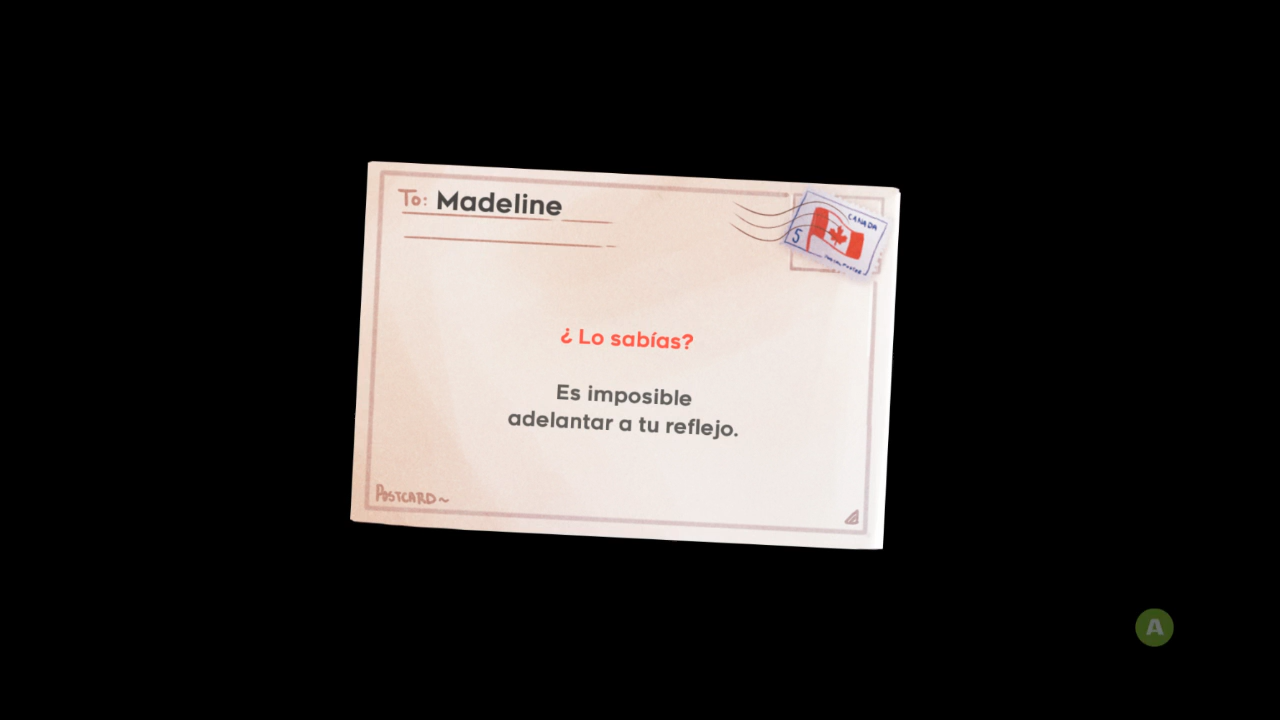 To: Madeline
CANADA
5
¿ Lo sabías?
Es imposible
adelantar a tu reflejo.
POSTCARD~
A